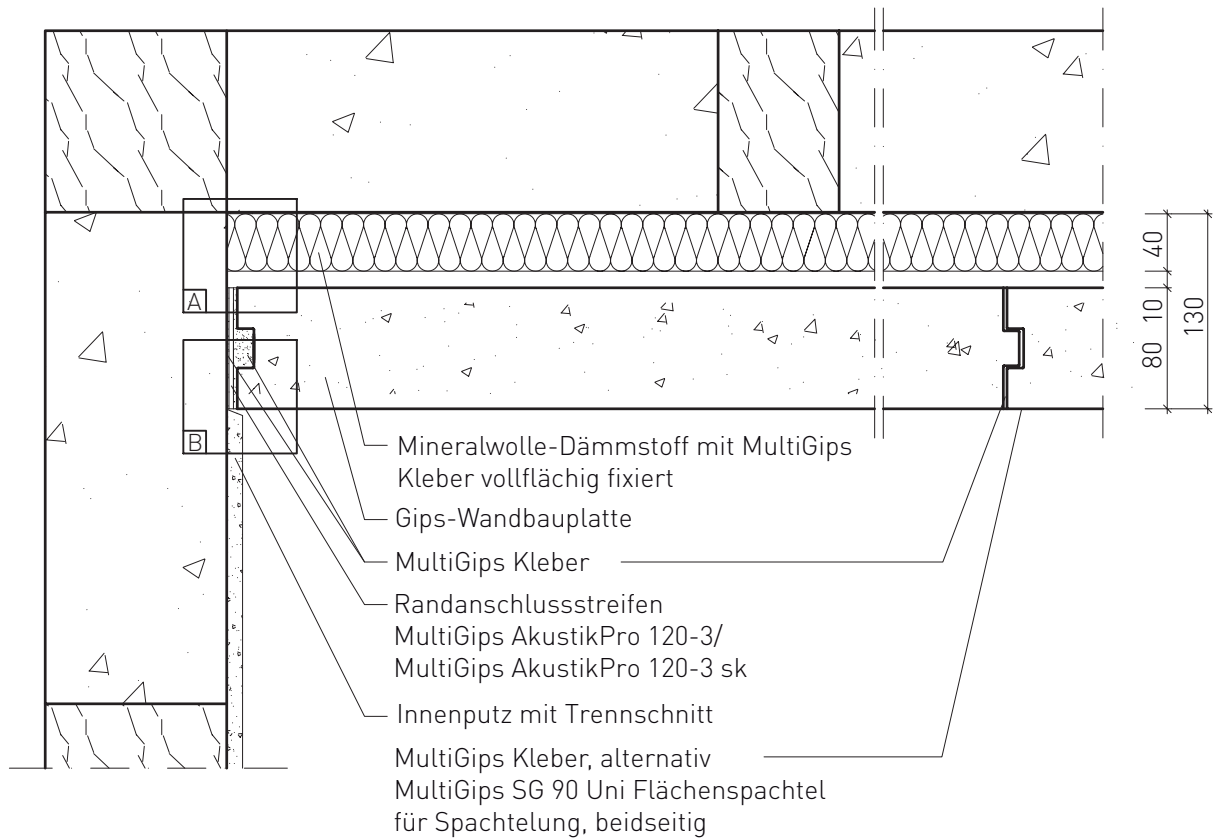 A
B
40
10
80
130
Mineralwolle-Dämmstoff mit MultiGips
Kleber vollflächig fixiert
Gips-Wandbauplatte
MultiGips Kleber
Randanschlussstreifen
MultiGips AkustikPro 120-3/
MultiGips AkustikPro 120-3 sk
Innenputz mit Trennschnitt
MultiGips Kleber, alternativ
MultiGips SG 90 Uni Flächenspachtel
für Spachtelung, beidseitig